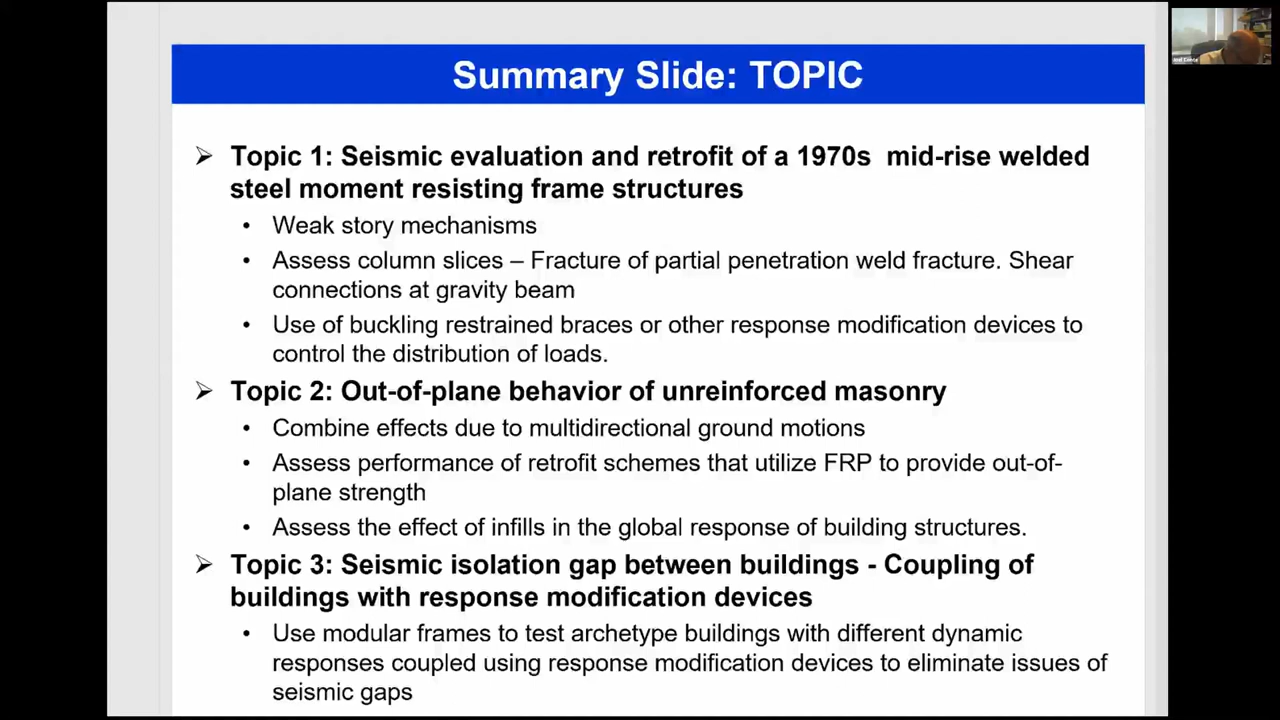 Summary Slide: TOPIC
➢ Topic 1: Seismic evaluation and retrofit of a 1970s mid-rise welded
steel moment resisting frame structures
• Weak story mechanisms
• Assess column slices – Fracture of partial penetration weld fracture. Shear
connections at gravity beam
• Use of buckling restrained braces or other response modification devices to
control the distribution of loads.
➢ Topic 2: Out-of-plane behavior of unreinforced masonry
• Combine effects due to multidirectional ground motions
• Assess performance of retrofit schemes that utilize FRP to provide out-of-
plane strength
• Assess the effect of infills in the global response of building structures.
➢ Topic 3: Seismic isolation gap between buildings - Coupling of
buildings with response modification devices
• Use modular frames to test archetype buildings with different dynamic
responses coupled using response modification devices to eliminate issues of
seismic gaps